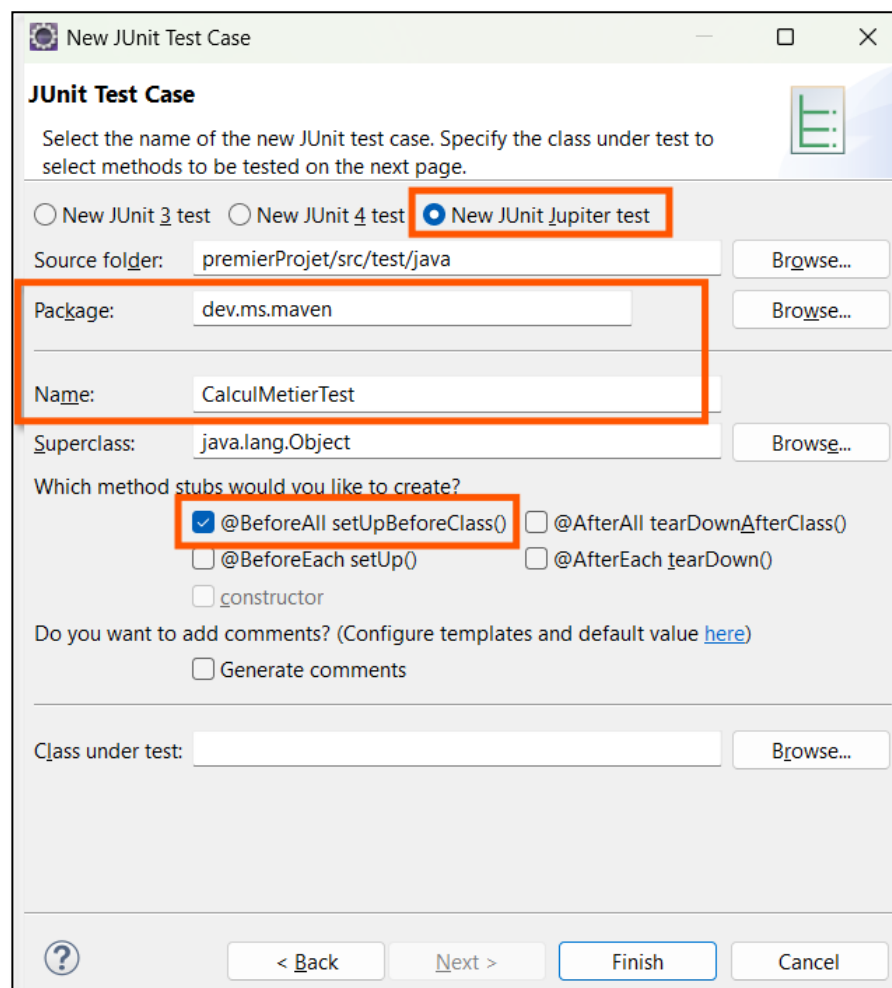 New JUnit Test Case
JUnit Test Case
Select the name of the new JUnit test case. Specify the class under test to
select methods to be tested on the next page.
New JUnit 3 test New JUnit 4 test New JUnit Jupiter test
Source folder: premierProjet/src/test/java Browse...
Package: dev.ms.maven Browse...
Name: CalculMetierTest
Superclass: java.lang.Object Browse...
Which method stubs would you like to create?
@BeforeAll setUpBeforeClass() @AfterAll tearDownAfterClass()
@BeforeEach setUp() @AfterEach tearDown()
constructor
Do you want to add comments? (Configure templates and default value here)
Generate comments
Class under test: Browse...
? < Back Next > Finish Cancel